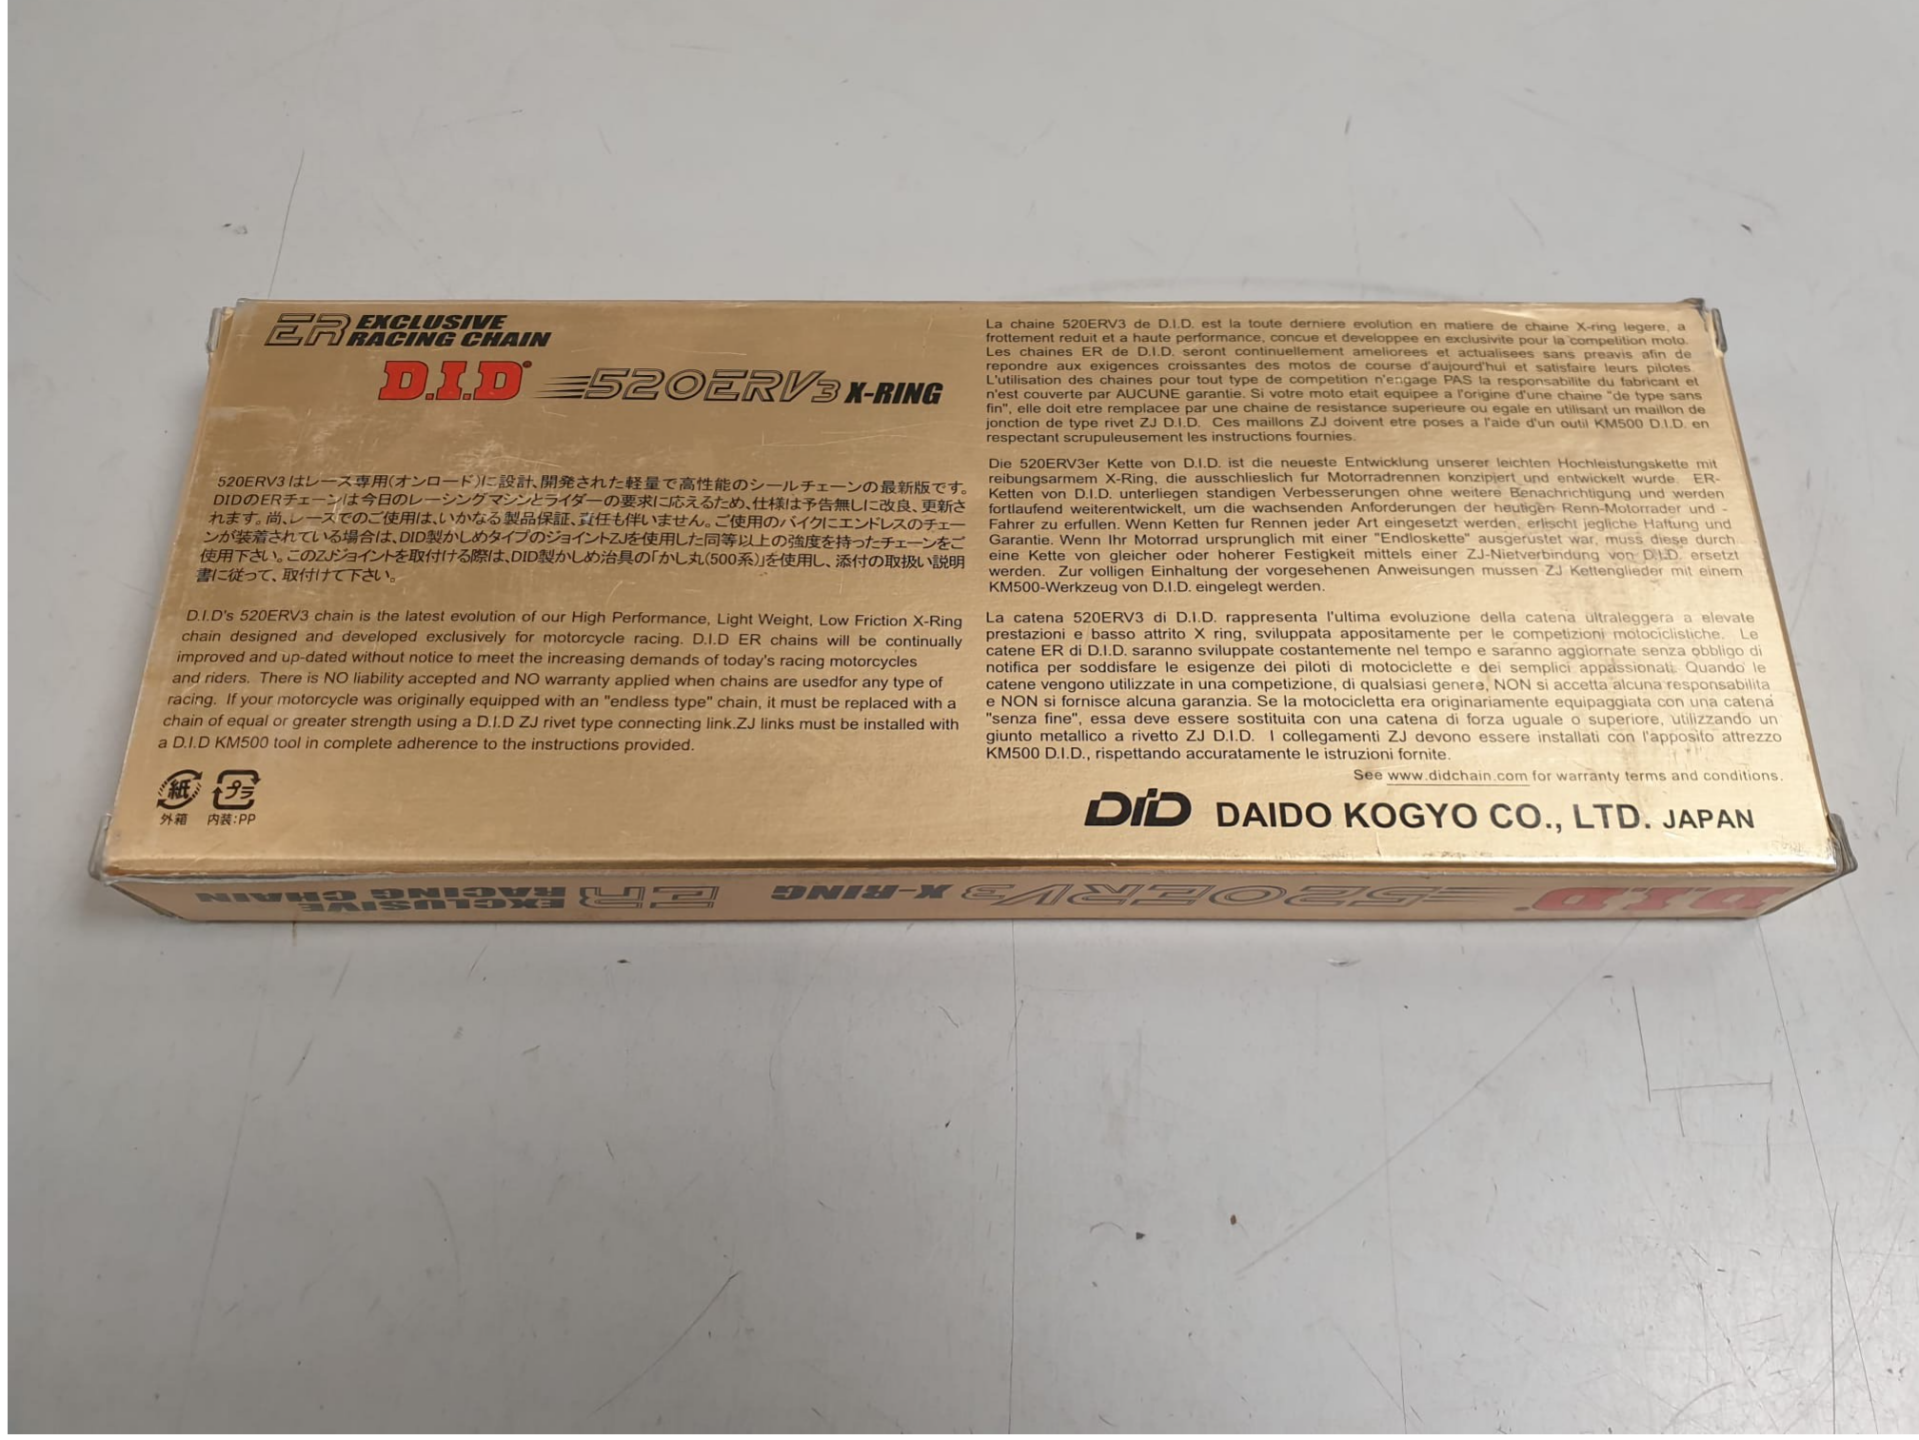 ER EXCLUSIVE
RACING CHAIN
D.I.D 520ERV3 X-RING
520ERV3はレース専用(オンロード)に設計、開発された軽量で高性能のシールチェーンの最新版です。
DIDのERチェーンは今日のレーシングマシンとライダーの要求に応えるため、仕様は予告無しに改良、更新さ
れます。尚、レースでのご使用は、いかなる製品保証、責任も伴いません。ご使用のバイクにエンドレスのチェー
ンが装着されている場合は、DID製かしめタイプのジョイントZJを使用した同等以上の強度を持ったチェーンをご
使用下さい。このZJジョイントを取付ける際は、DID製かしめ治具の「かし丸(500系)」を使用し、添付の取扱い説明
書に従って、取付けて下さい。
D.I.D's 520ERV3 chain is the latest evolution of our High Performance, Light Weight, Low Friction X-Ring
chain designed and developed exclusively for motorcycle racing. D.I.D ER chains will be continually
improved and up-dated without notice to meet the increasing demands of today's racing motorcycles
and riders. There is NO liability accepted and NO warranty applied when chains are usedfor any type of
racing. If your motorcycle was originally equipped with an "endless type" chain, it must be replaced with a
chain of equal or greater strength using a D.I.D ZJ rivet type connecting link.ZJ links must be installed with
a D.I.D KM500 tool in complete adherence to the instructions provided.
紙 プラ
外箱 内装:PP
La chaine 520ERV3 de D.I.D. est la toute derniere evolution en matiere de chaine X-ring legere, a
frottement reduit et a haute performance, concue et developpee en exclusivite pour la competition moto.
Les chaines ER de D.I.D. seront continuellement ameliorees et actualisees sans preavis afin de
repondre aux exigences croissantes des motos de course d'aujourd'hui et satisfaire leurs pilotes.
L'utilisation des chaines pour tout type de competition n'engage PAS la responsabilite du fabricant et
n'est couverte par AUCUNE garantie. Si votre moto etait equipee a l'origine d'une chaine "de type sans
fin", elle doit etre remplacee par une chaine de resistance superieure ou egale en utilisant un maillon de
jonction de type rivet ZJ D.I.D. Ces maillons ZJ doivent etre poses a l'aide d'un outil KM500 D.I.D. en
respectant scrupuleusement les instructions fournies.
Die 520ERV3er Kette von D.I.D. ist die neueste Entwicklung unserer leichten Hochleistungskette mit
reibungsarmem X-Ring, die ausschlieslich fur Motorradrennen konzipiert und entwickelt wurde. ER-
Ketten von D.I.D. unterliegen standigen Verbesserungen ohne weitere Benachrichtigung und werden
fortlaufend weiterentwickelt, um die wachsenden Anforderungen der heutigen Renn-Motorrader und -
Fahrer zu erfullen. Wenn Ketten fur Rennen jeder Art eingesetzt werden, erlischt jegliche Haftung und
Garantie. Wenn Ihr Motorrad ursprunglich mit einer "Endloskette" ausgerustet war, muss diese durch
eine Kette von gleicher oder hoherer Festigkeit mittels einer ZJ-Nietverbindung von D.I.D. ersetzt
werden. Zur volligen Einhaltung der vorgesehenen Anweisungen mussen ZJ Kettenglieder mit einem
KM500-Werkzeug von D.I.D. eingelegt werden.
La catena 520ERV3 di D.I.D. rappresenta l'ultima evoluzione della catena ultraleggera a elevate
prestazioni e basso attrito X ring, sviluppata appositamente per le competizioni motociclistiche. Le
catene ER di D.I.D. saranno sviluppate costantemente nel tempo e saranno aggiornate senza obbligo di
notifica per soddisfare le esigenze dei piloti di motociclette e dei semplici appassionati. Quando le
catene vengono utilizzate in una competizione, di qualsiasi genere, NON si accetta alcuna responsabilita
e NON si fornisce alcuna garanzia. Se la motocicletta era originariamente equipaggiata con una catena
"senza fine", essa deve essere sostituita con una catena di forza uguale o superiore, utilizzando un
giunto metallico a rivetto ZJ D.I.D. I collegamenti ZJ devono essere installati con l'apposito attrezzo
KM500 D.I.D., rispettando accuratamente le istruzioni fornite.
See www.didchain.com for warranty terms and conditions.
DID DAIDO KOGYO CO., LTD. JAPAN
D.I.D 520ERV3 X-RING ER EXCLUSIVE
RACING CHAIN